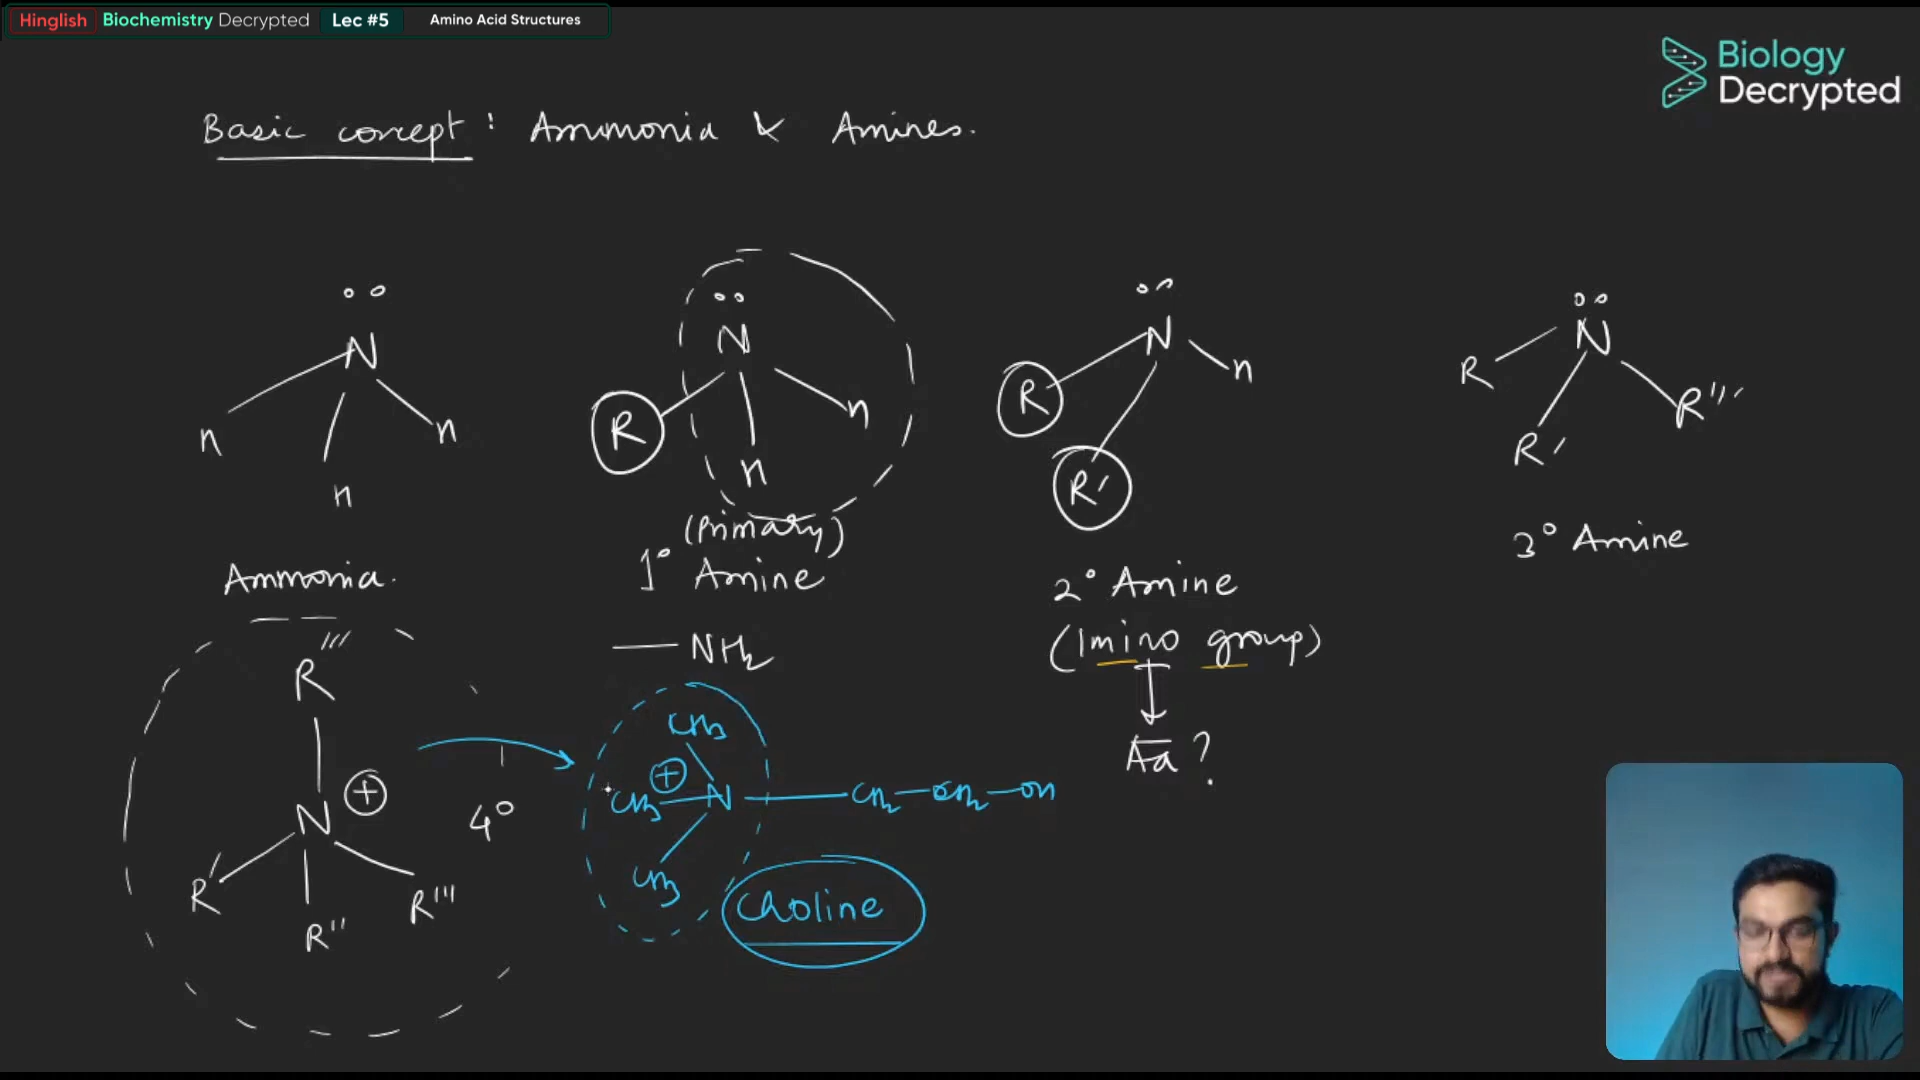 Hinglish Biochemistry Decrypted Lec #5 Amino Acid Structures
Biology
Decrypted
Basic concept : Ammonia & Amines.
N
H H H
Ammonia.
N
R H H
(Primary)
1° Amine
— NH2
N
R R' H
2° Amine
(Imino group)
Aa ?
N
R R' R'''
3° Amine
R'''
N +
R' R'' R'''
4°
CH3
+
CH3 — N — CH2 — CH2 — OH
CH3
Choline